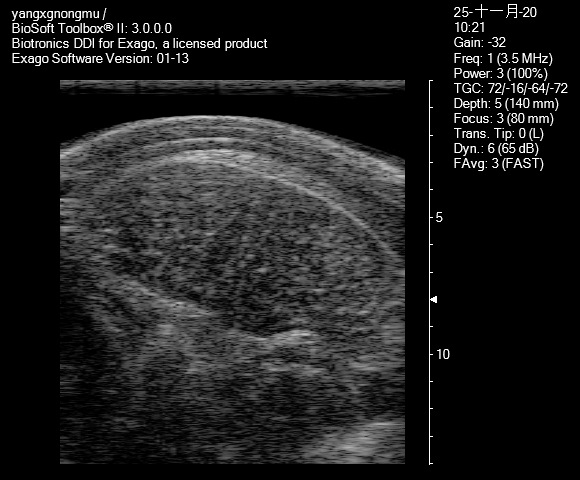 yangxgnongmu /
BioSoft Toolbox® II: 3.0.0.0
Biotronics DDI for Exago, a licensed product
Exago Software Version: 01-13
25-十一月-20
10:21
Gain: -32
Freq: 1 (3.5 MHz)
Power: 3 (100%)
TGC: 72/-16/-64/-72
Depth: 5 (140 mm)
Focus: 3 (80 mm)
Trans. Tip: 0 (L)
Dyn.: 6 (65 dB)
FAvg: 3 (FAST)
5
10